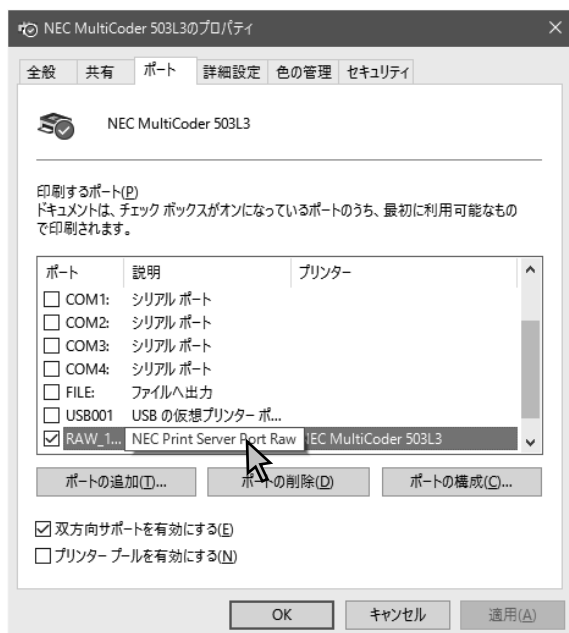 NEC MultiCoder 503L3のプロパティ
全般 共有 ポート 詳細設定 色の管理 セキュリティ
NEC MultiCoder 503L3
印刷するポート(P)
ドキュメントは、チェック ボックスがオンになっているポートのうち、最初に利用可能なもの
で印刷されます。
ポート 説明 プリンター
COM1: シリアル ポート
COM2: シリアル ポート
COM3: シリアル ポート
COM4: シリアル ポート
FILE: ファイルへ出力
USB001 USB の仮想プリンター ポ...
RAW_1... NEC Print Server Port Raw NEC MultiCoder 503L3
ポートの追加(T)... ポートの削除(D) ポートの構成(C)...
双方向サポートを有効にする(E)
プリンター プールを有効にする(N)
OK キャンセル 適用(A)